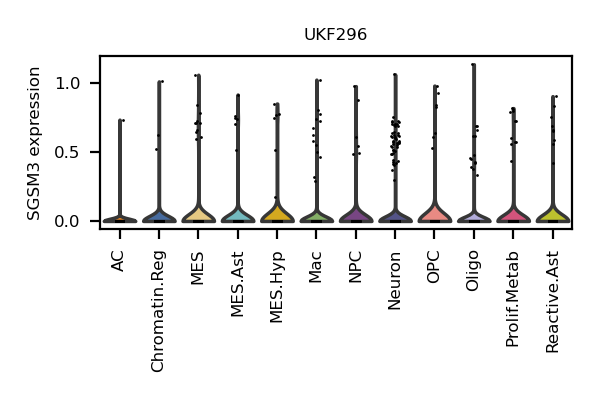 UKF296
SGSM3 expression
1.0
0.5
0.0
AC
Chromatin.Reg
MES
MES.Ast
MES.Hyp
Mac
NPC
Neuron
OPC
Oligo
Prolif.Metab
Reactive.Ast